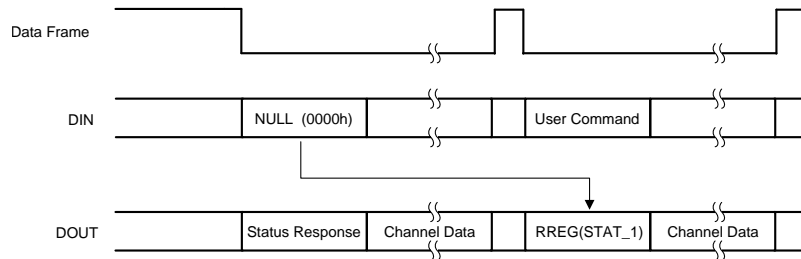 Data Frame
DIN
NULL (0000h)
User Command
DOUT
Status Response
Channel Data
RREG(STAT_1)
Channel Data